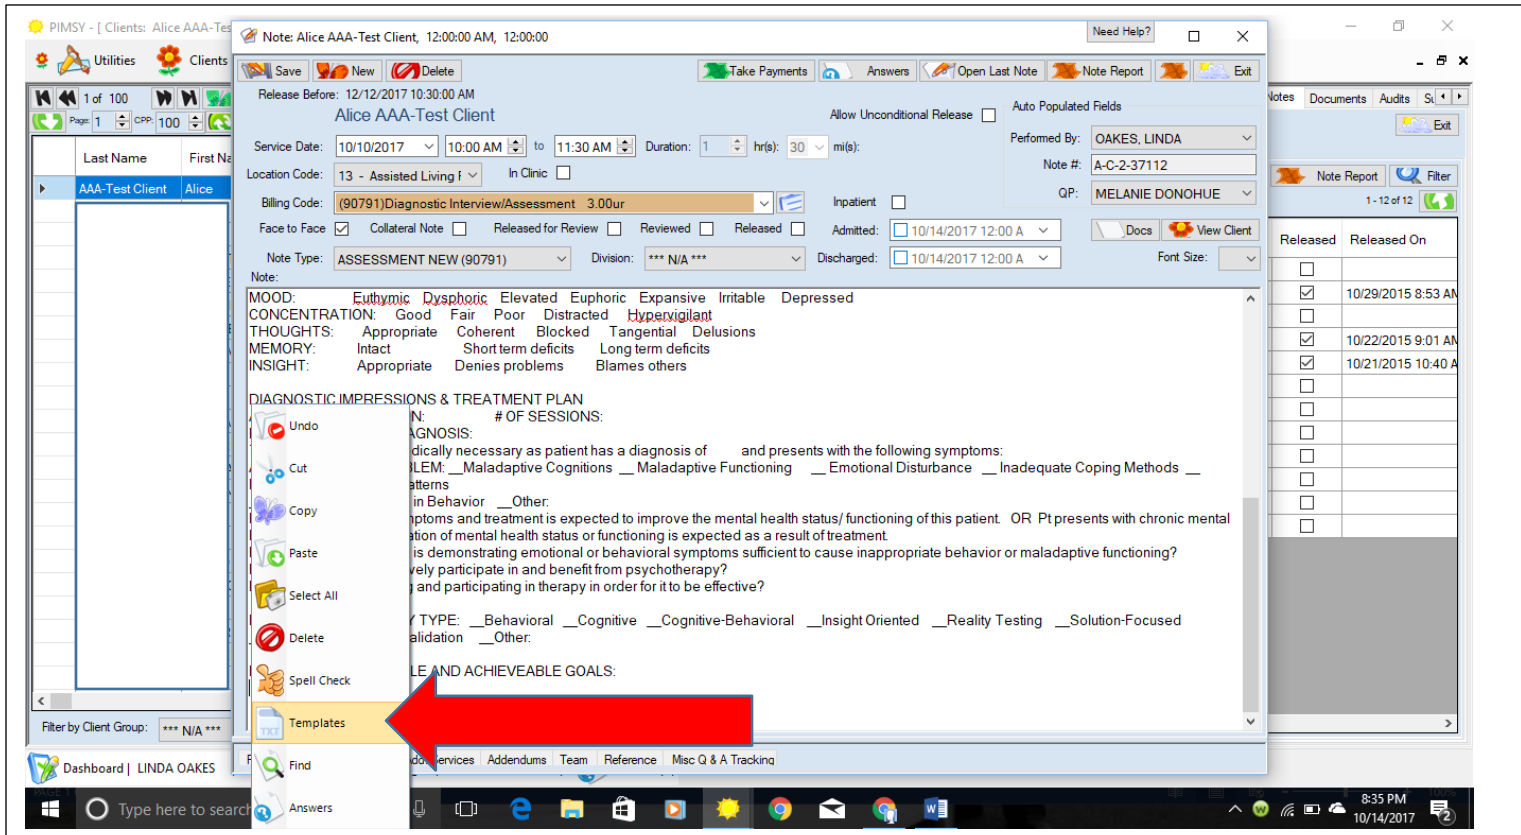 PIMSY - [ Clients: Alice AAA-Tes
Utilities
Clients
1 of 100
Page: 1 CPP: 100
Last Name First Na
AAA-Test Client Alice
Filter by Client Group: *** N/A ***
Dashboard | LINDA OAKES
Note: Alice AAA-Test Client, 12:00:00 AM, 12:00:00
Need Help?
Save New Delete
Take Payments Answers Open Last Note Note Report Exit
Release Before: 12/12/2017 10:30:00 AM
Alice AAA-Test Client
Allow Unconditional Release
Auto Populated Fields
Service Date: 10/10/2017 10:00 AM to 11:30 AM Duration: 1 hr(s): 30 mi(s):
Performed By: OAKES, LINDA
Location Code: 13 - Assisted Living F In Clinic
Note #: A-C-2-37112
Billing Code: (90791)Diagnostic Interview/Assessment 3.00ur
Inpatient
QP: MELANIE DONOHUE
Face to Face Collateral Note Released for Review Reviewed Released
Admitted: 10/14/2017 12:00 A
Docs View Client
Note Type: ASSESSMENT NEW (90791) Division: *** N/A ***
Discharged: 10/14/2017 12:00 A
Font Size:
Note:
MOOD: Euthymic Dysphoric Elevated Euphoric Expansive Irritable Depressed
CONCENTRATION: Good Fair Poor Distracted Hypervigilant
THOUGHTS: Appropriate Coherent Blocked Tangential Delusions
MEMORY: Intact Short term deficits Long term deficits
INSIGHT: Appropriate Denies problems Blames others
DIAGNOSTIC IMPRESSIONS & TREATMENT PLAN
N: # OF SESSIONS:
AGNOSIS:
dically necessary as patient has a diagnosis of and presents with the following symptoms:
LEM: __Maladaptive Cognitions __ Maladaptive Functioning __ Emotional Disturbance __ Inadequate Coping Methods __
atterns
in Behavior __Other:
nptoms and treatment is expected to improve the mental health status/ functioning of this patient. OR Pt presents with chronic mental
ation of mental health status or functioning is expected as a result of treatment.
is demonstrating emotional or behavioral symptoms sufficient to cause inappropriate behavior or maladaptive functioning?
vely participate in and benefit from psychotherapy?
g and participating in therapy in order for it to be effective?
Y TYPE: __Behavioral __Cognitive __Cognitive-Behavioral __Insight Oriented __Reality Testing __Solution-Focused
alidation __Other:
LE AND ACHIEVEABLE GOALS:
Undo
Cut
Copy
Paste
Select All
Delete
Spell Check
TXT Templates
Find
Answers
Services Addendums Team Reference Misc Q & A Tracking
Notes Documents Audits Su
Exit
Note Report Filter
1 - 12 of 12
Released Released On
10/29/2015 8:53 AM
10/22/2015 9:01 AM
10/21/2015 10:40 A
Type here to search
8:35 PM
10/14/2017
2